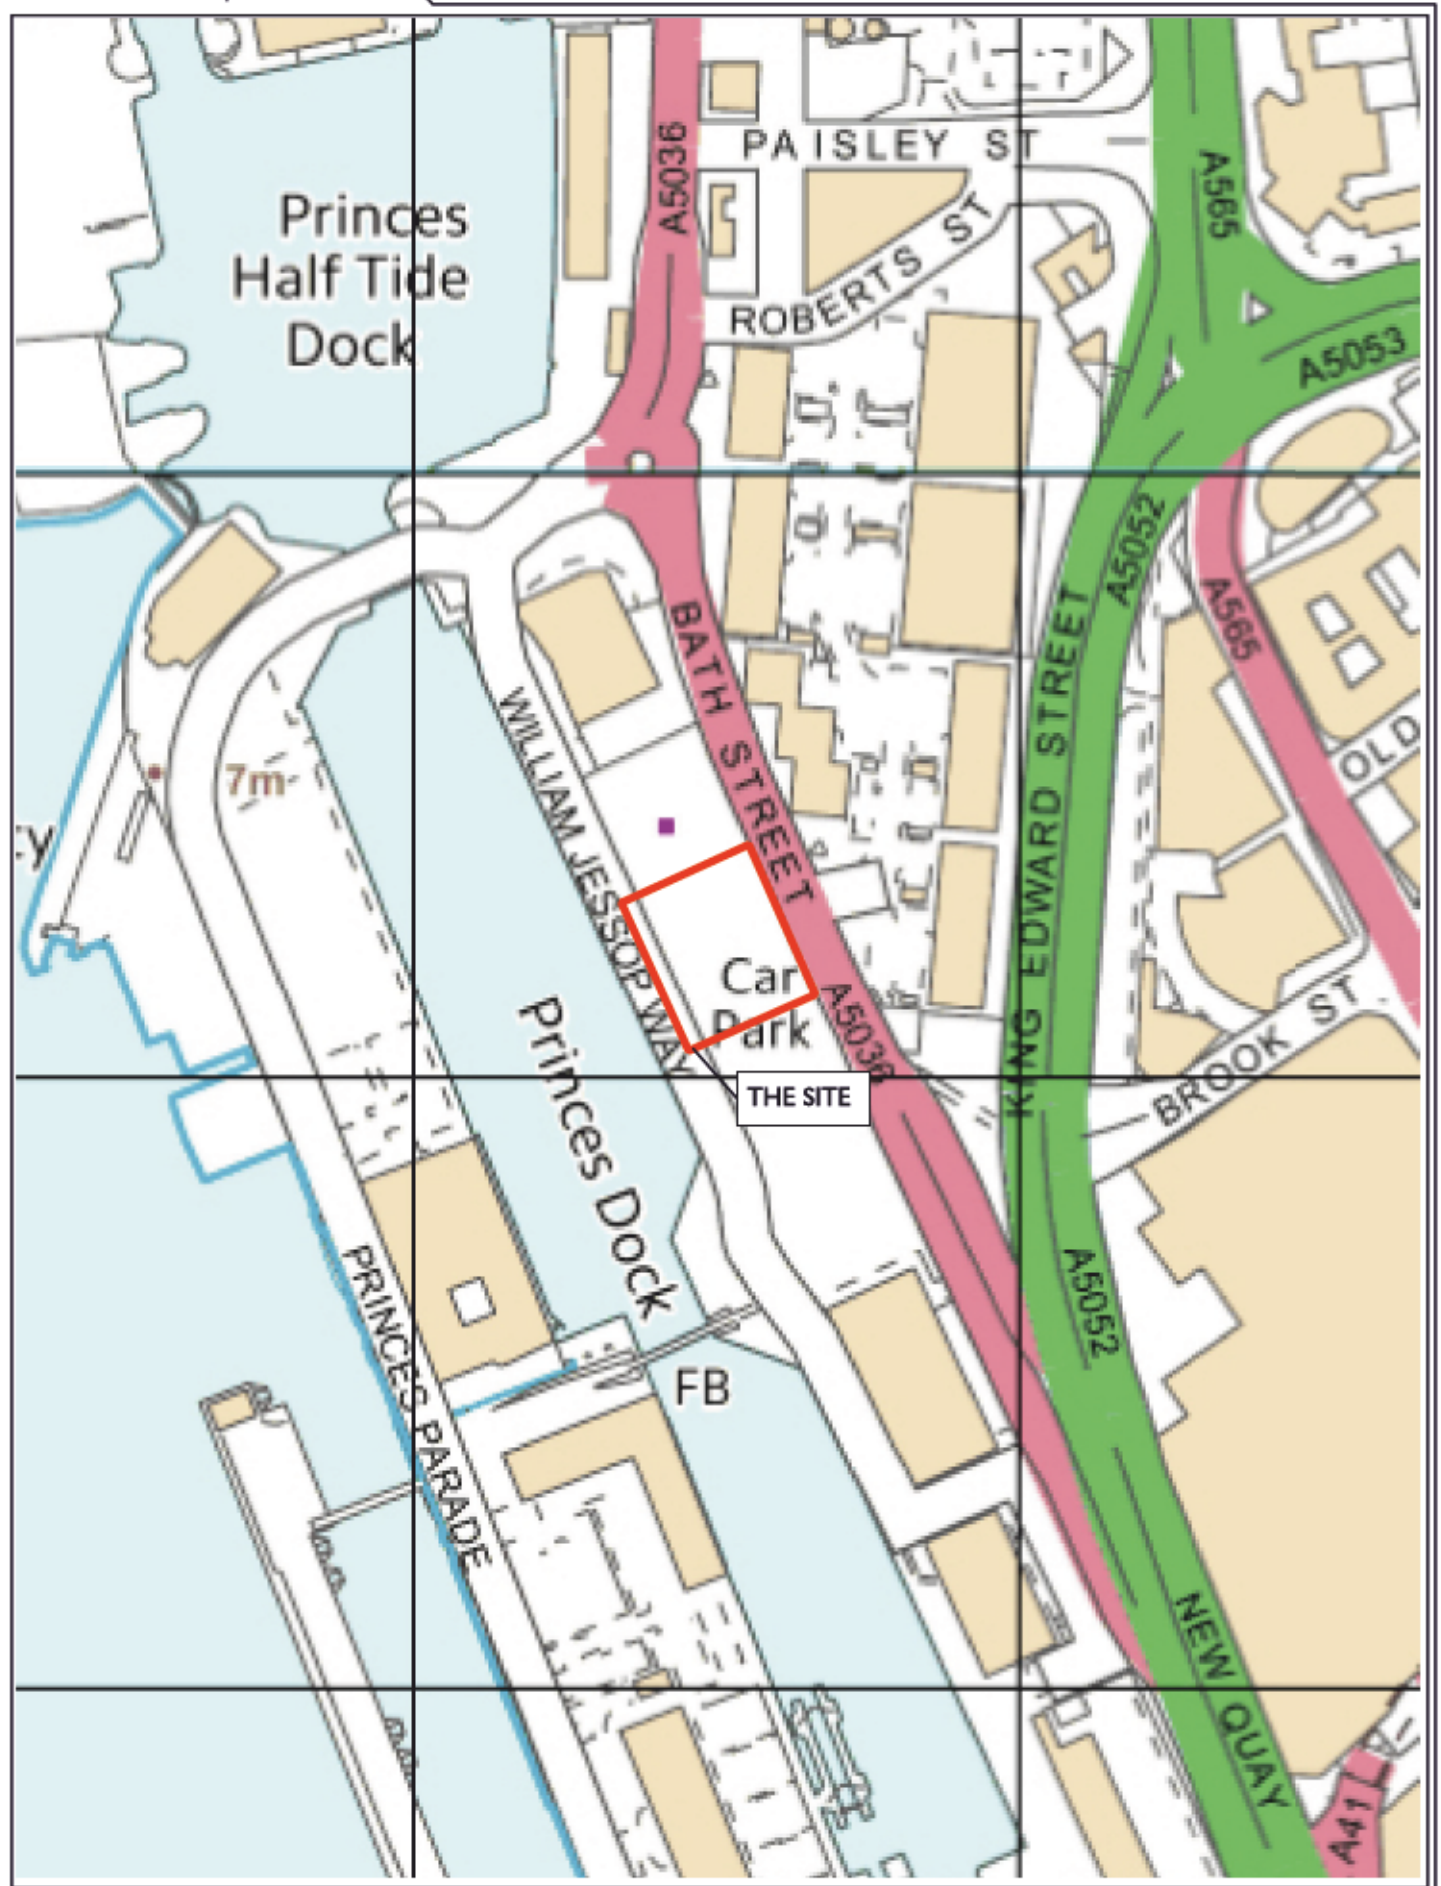 A5036
PAISLEY ST
A565
Princes
Half Tide
Dock
ROBERTS ST
A5053
A5052
A565
BATH STREET
KING EDWARD STREET
WILLIAM JESSOP WAY
OLD
7m
Car
Park
A5036
BROOK ST
THE SITE
Princes Dock
PRINCES PARADE
A5052
FB
NEW QUAY
A41